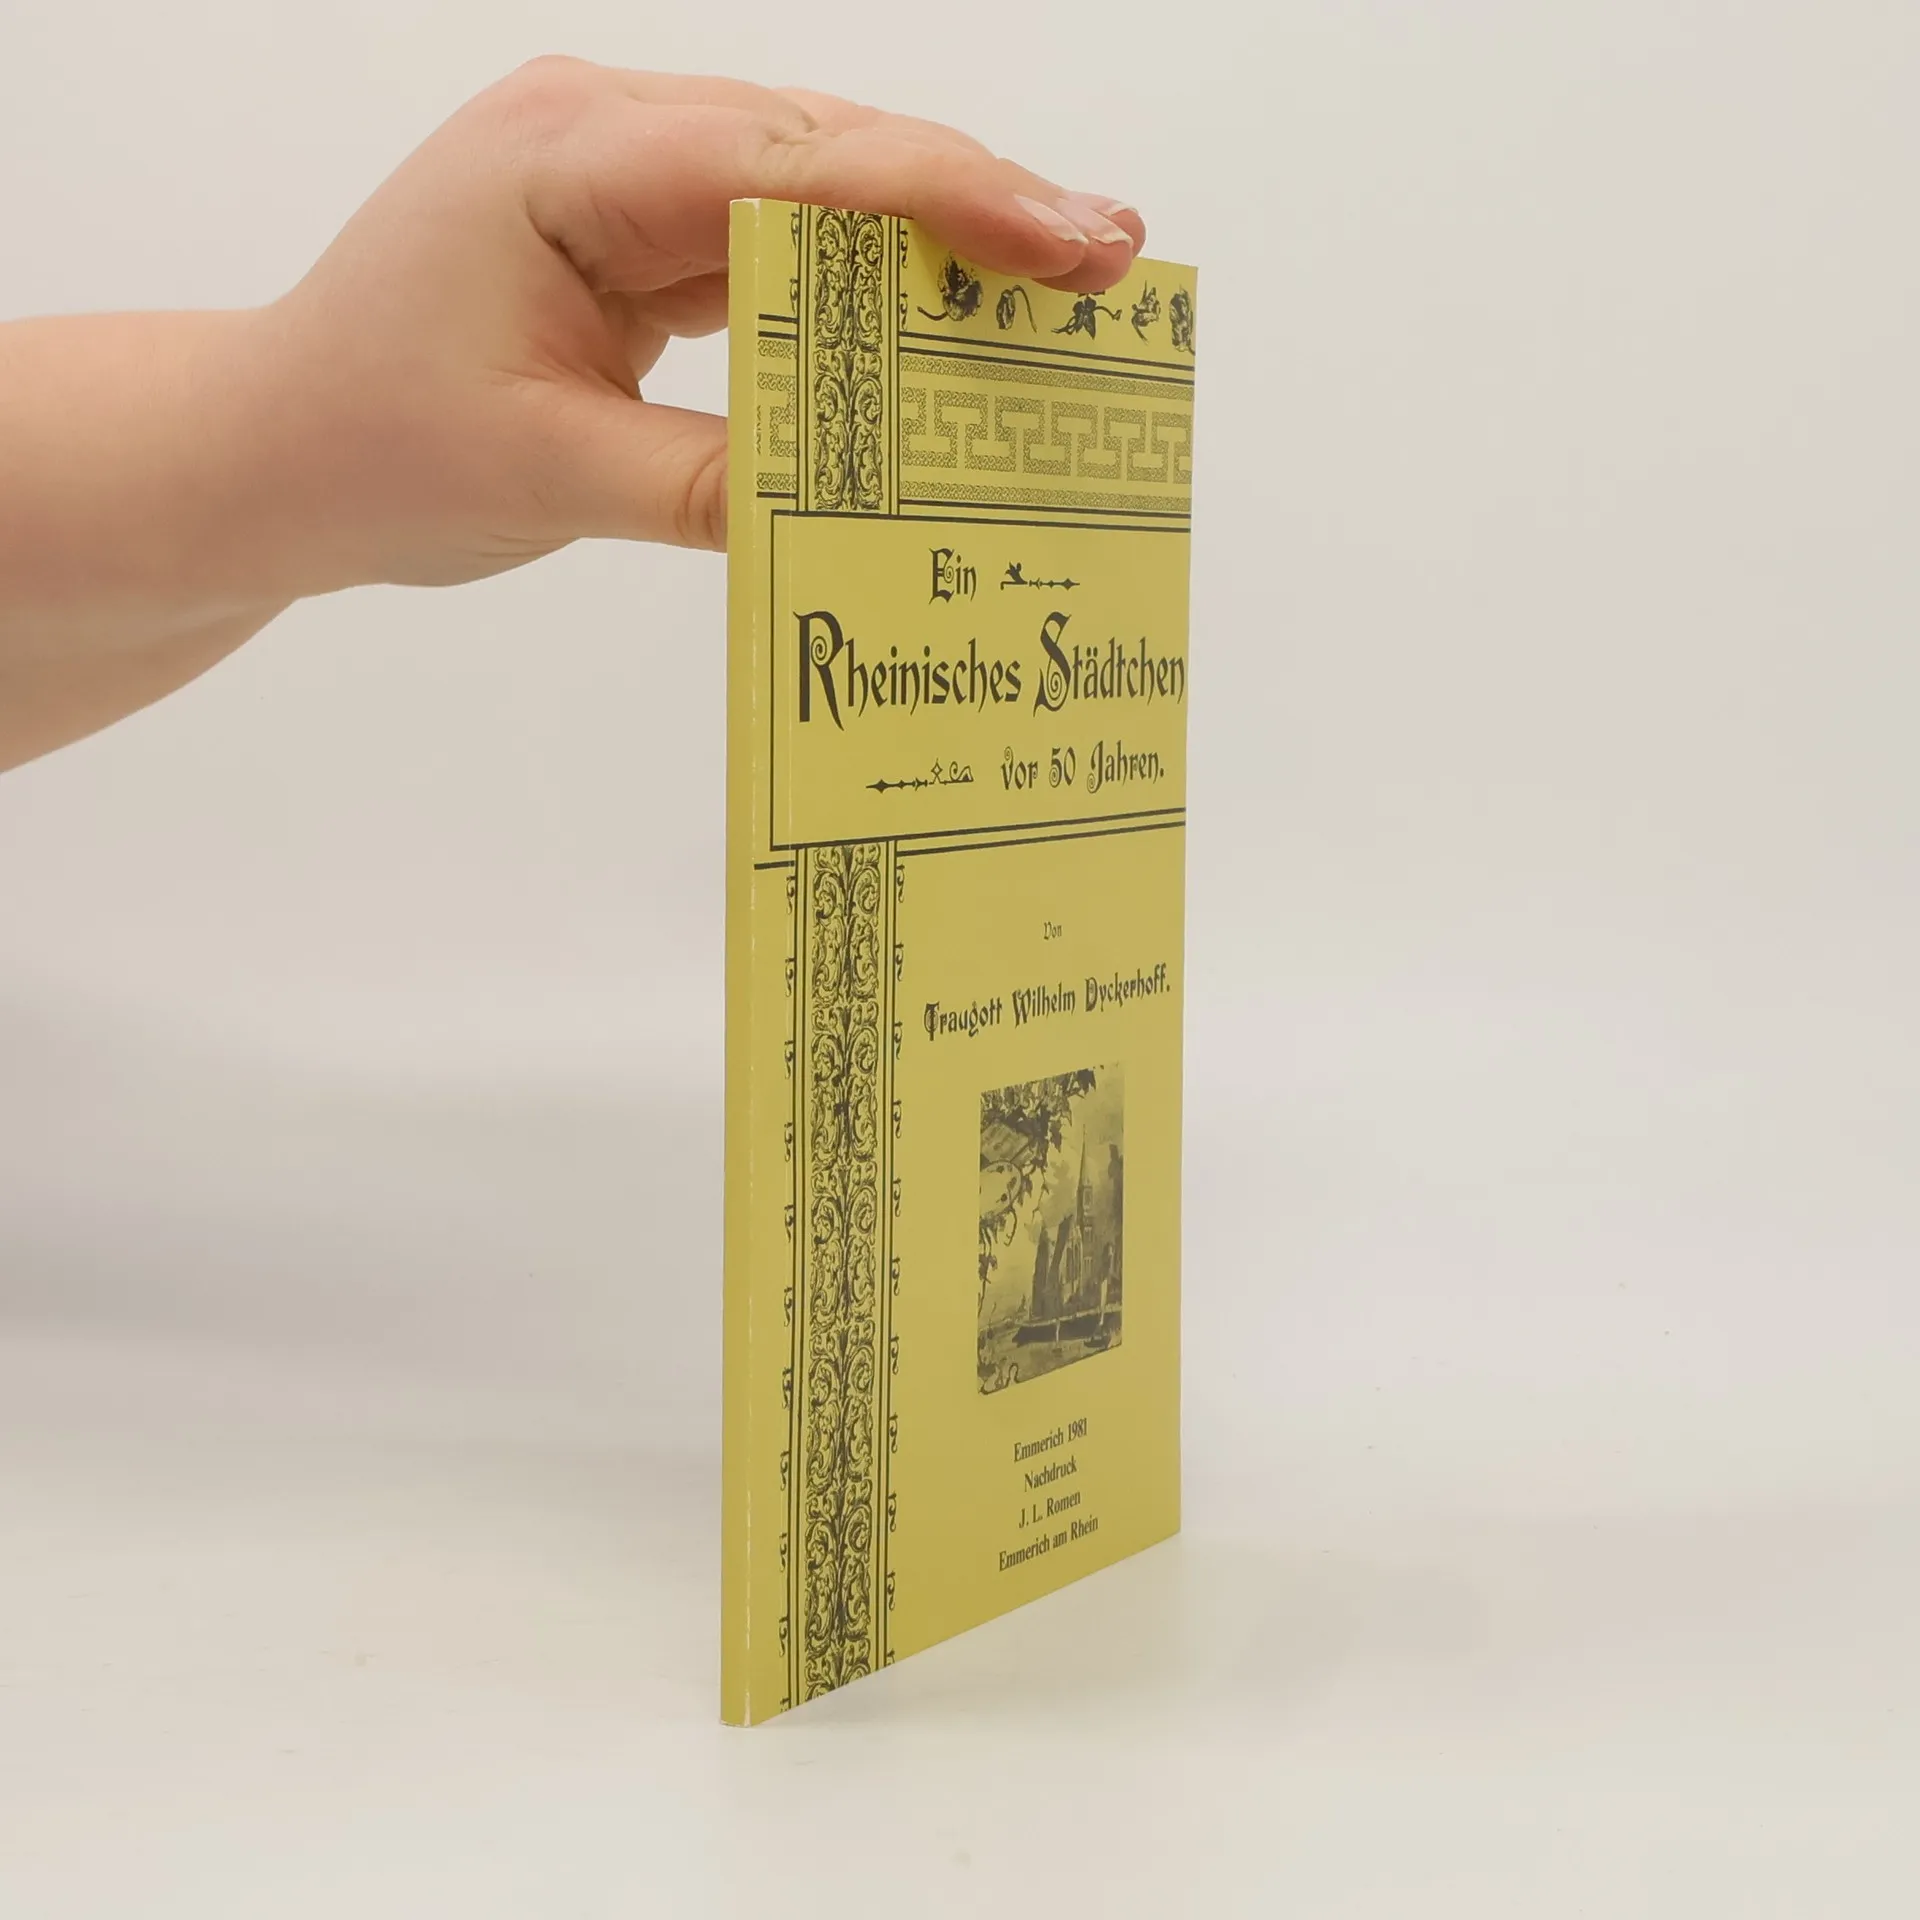 Ein
Rheinisches Städtchen
vor 50 Jahren.
Von
Traugott Wilhelm Dyckerhoff.
Emmerich 1981
Nachdruck
J. L. Romen
Emmerich am Rhein